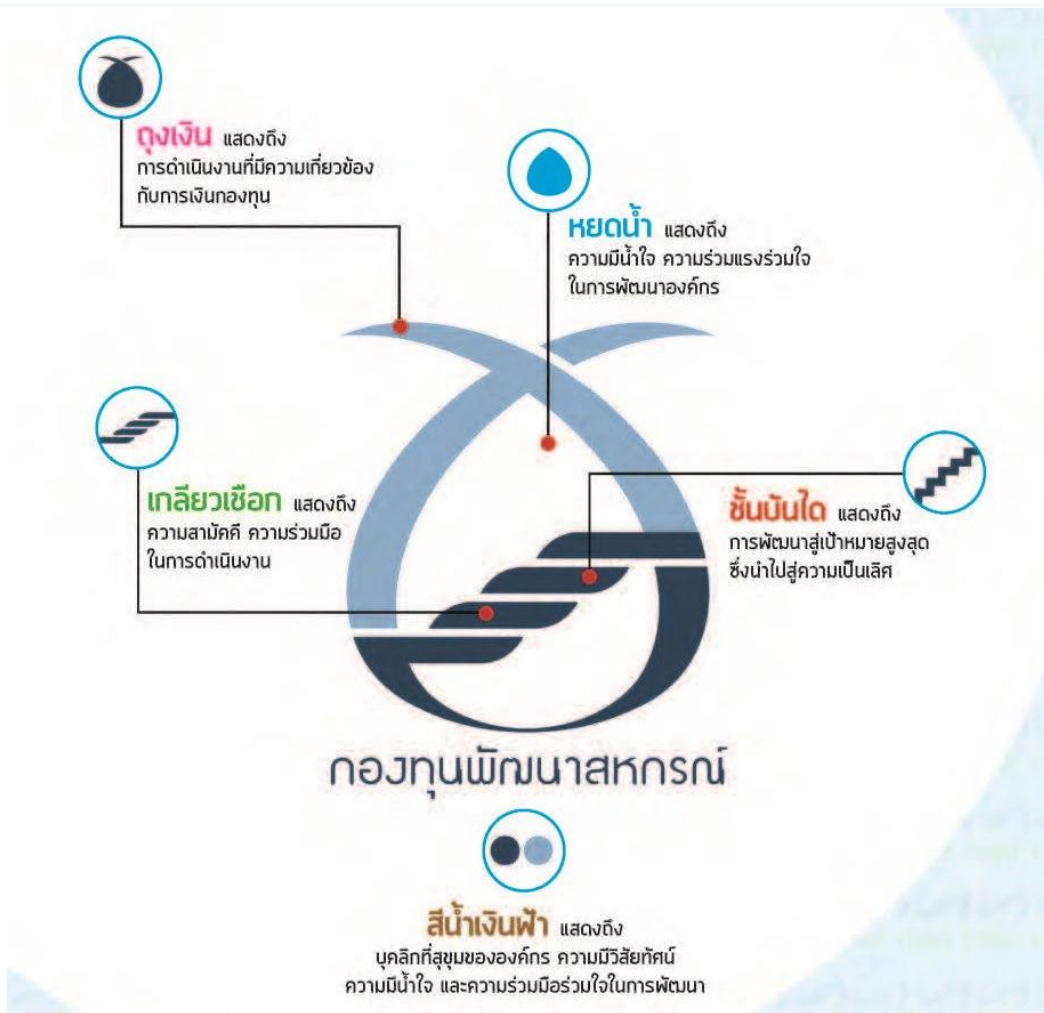 ถุงเงิน แสดงถึง
การดำเนินงานที่มีความเกี่ยวข้อง
กับการเงินกองทุน
หยดน้ำ แสดงถึง
ความมีน้ำใจ ความร่วมแรงร่วมใจ
ในการพัฒนาองค์กร
เกลียวเชือก แสดงถึง
ความสามัคคี ความร่วมมือ
ในการดำเนินงาน
ชั้นบันได แสดงถึง
การพัฒนาสู่เป้าหมายสูงสุด
ซึ่งนำไปสู่ความเป็นเลิศ
กองทุนพัฒนาสหกรณ์
สีน้ำเงินฟ้า แสดงถึง
บุคลิกที่สุขุมขององค์กร ความมีวิสัยทัศน์
ความมีน้ำใจ และความร่วมมือร่วมใจในการพัฒนา